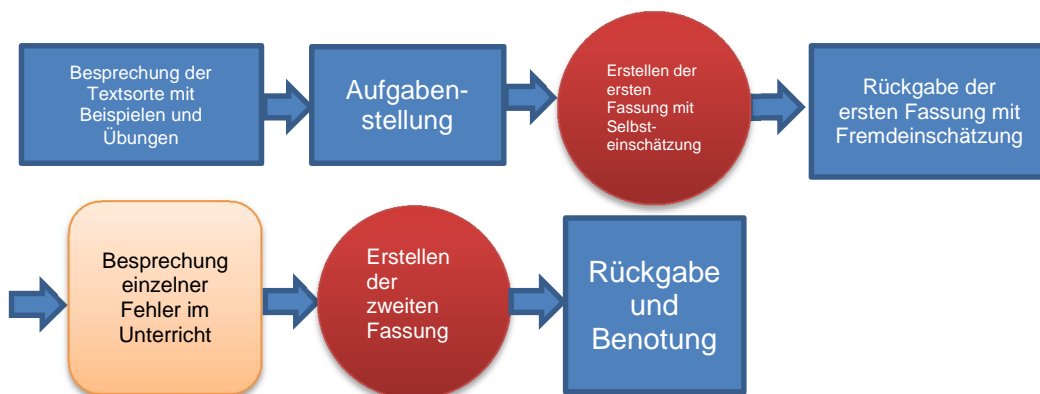 Besprechung der
Textsorte mit
Beispielen und
Übungen
Aufgaben-
stellung
Erstellen der
ersten
Fassung mit
Selbst-
einschätzung
Rückgabe der
ersten Fassung mit
Fremdeinschätzung
Besprechung
einzelner
Fehler im
Unterricht
Erstellen
der
zweiten
Fassung
Rückgabe
und
Benotung